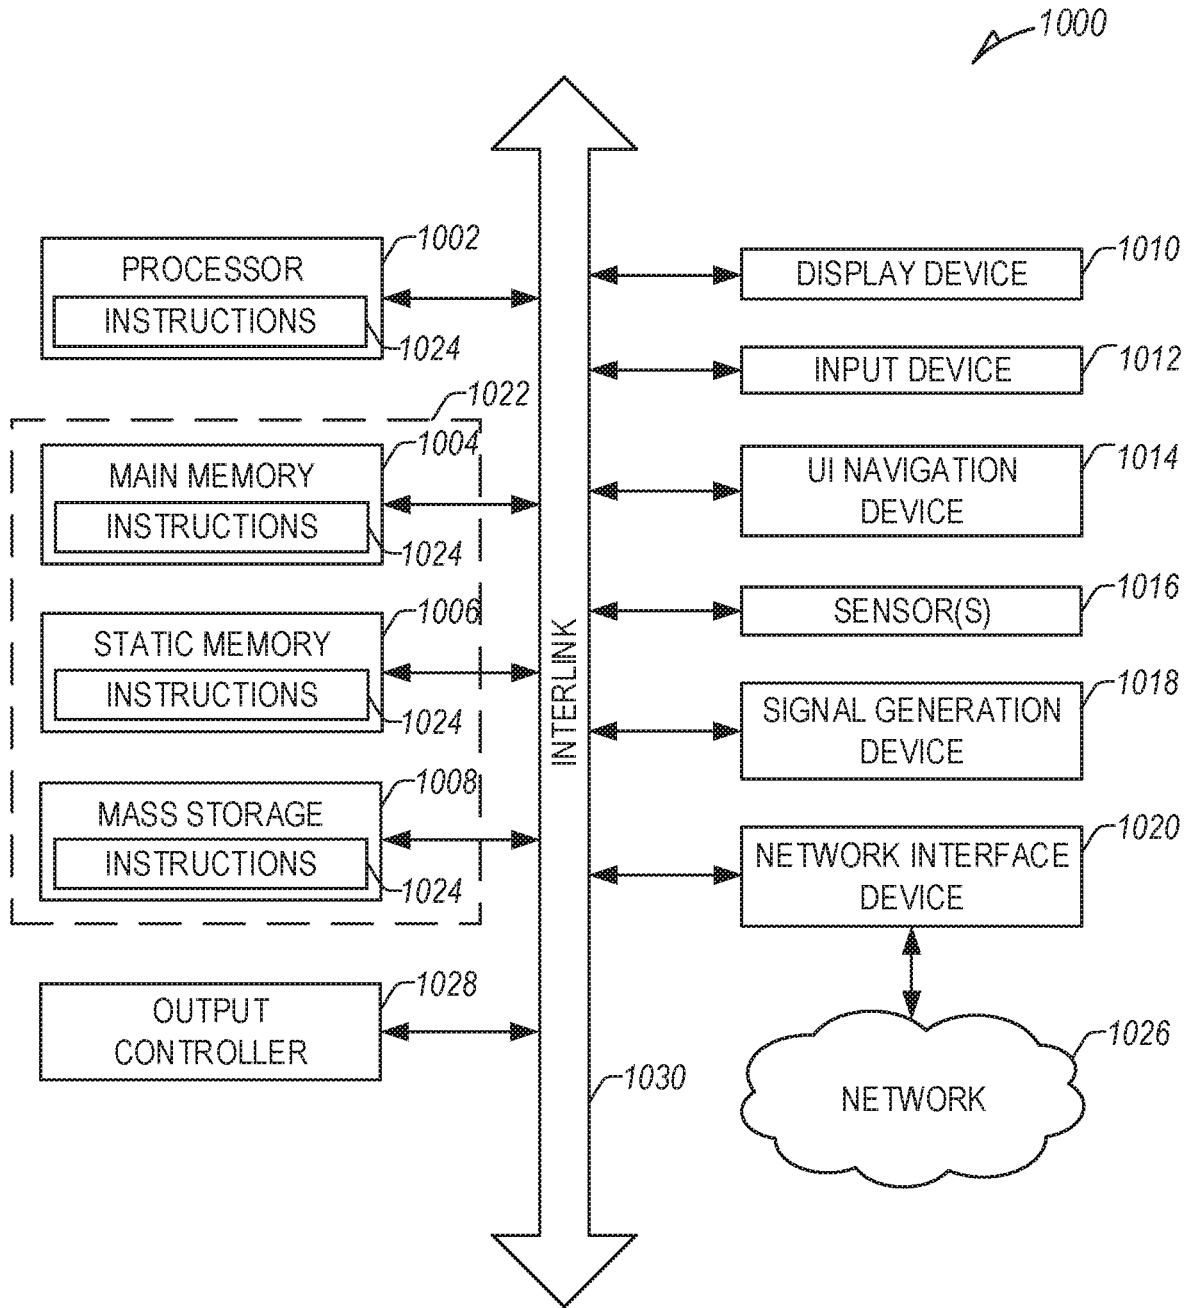 1000
1002
PROCESSOR
INSTRUCTIONS
1024
1022
1004
MAIN MEMORY
INSTRUCTIONS
1024
1006
STATIC MEMORY
INSTRUCTIONS
1024
1008
MASS STORAGE
INSTRUCTIONS
1024
1028
OUTPUT
CONTROLLER
INTERLINK
1030
1010
DISPLAY DEVICE
1012
INPUT DEVICE
1014
UI NAVIGATION
DEVICE
1016
SENSOR(S)
1018
SIGNAL GENERATION
DEVICE
1020
NETWORK INTERFACE
DEVICE
1026
NETWORK